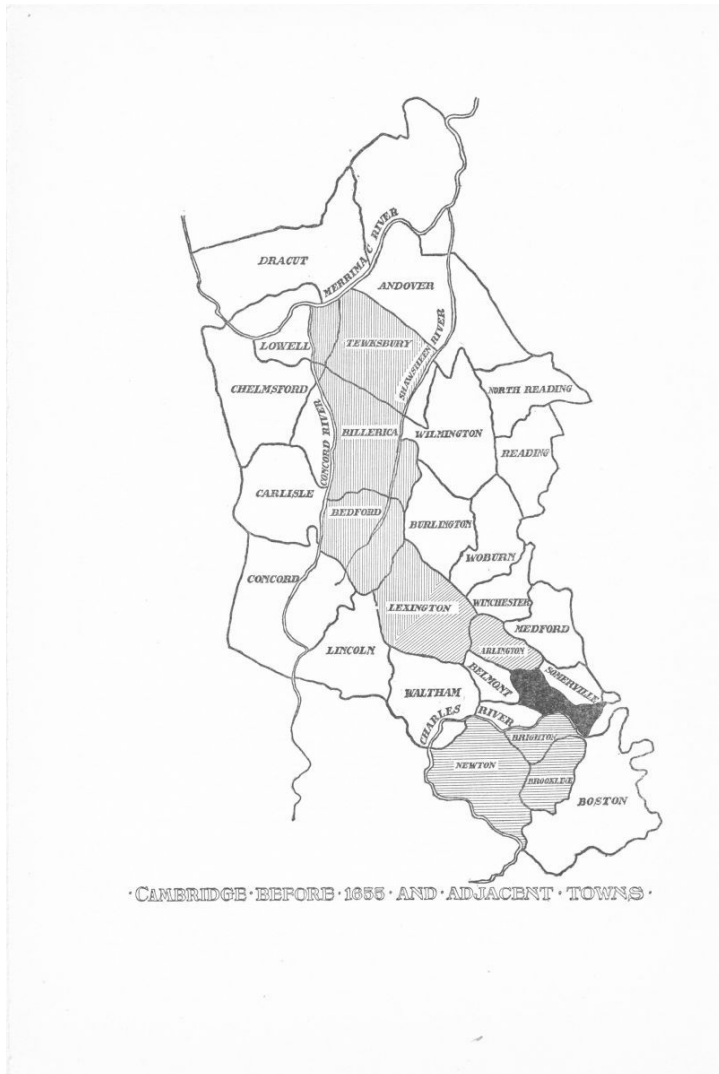 DRACUT
MERRIMAC RIVER
ANDOVER
LOWELL
TEWKSBURY
SHAWSHEEN RIVER
CHELMSFORD
NORTH READING
CONCORD RIVER
BILLERICA
WILMINGTON
READING
CARLISLE
BEDFORD
BURLINGTON
WOBURN
CONCORD
LEXINGTON
WINCHESTER
MEDFORD
LINCOLN
ARLINGTON
BELMONT
SOMERVILLE
WALTHAM
CHARLES RIVER
BRIGHTON
NEWTON
BROOKLINE
BOSTON
· CAMBRIDGE · BEFORE · 1655 · AND · ADJACENT · TOWNS ·